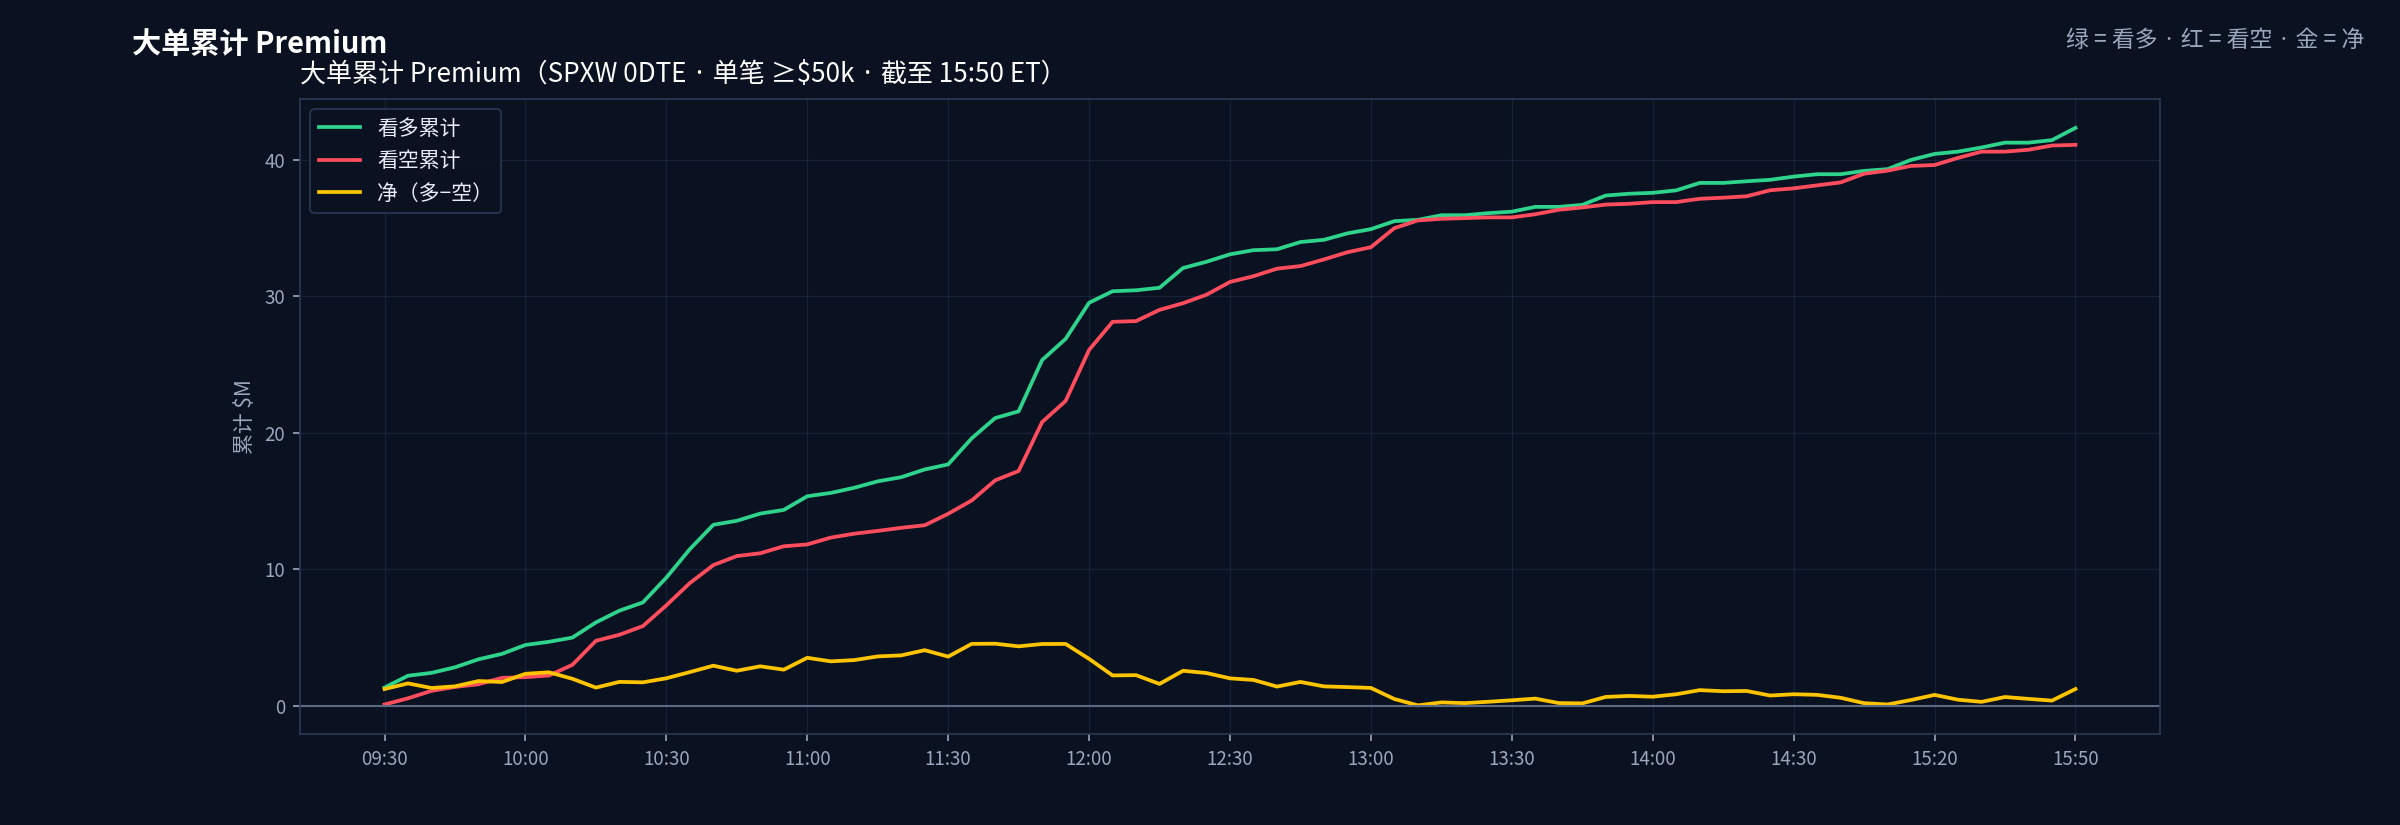 大单累计 Premium
绿 = 看多 · 红 = 看空 · 金 = 净
大单累计 Premium（SPXW 0DTE · 单笔 ≥$50k · 截至 15:50 ET）
看多累计
看空累计
净（多−空）
累计 $M
40
30
20
10
0
09:30 10:00 10:30 11:00 11:30 12:00 12:30 13:00 13:30 14:00 14:30 15:20 15:50